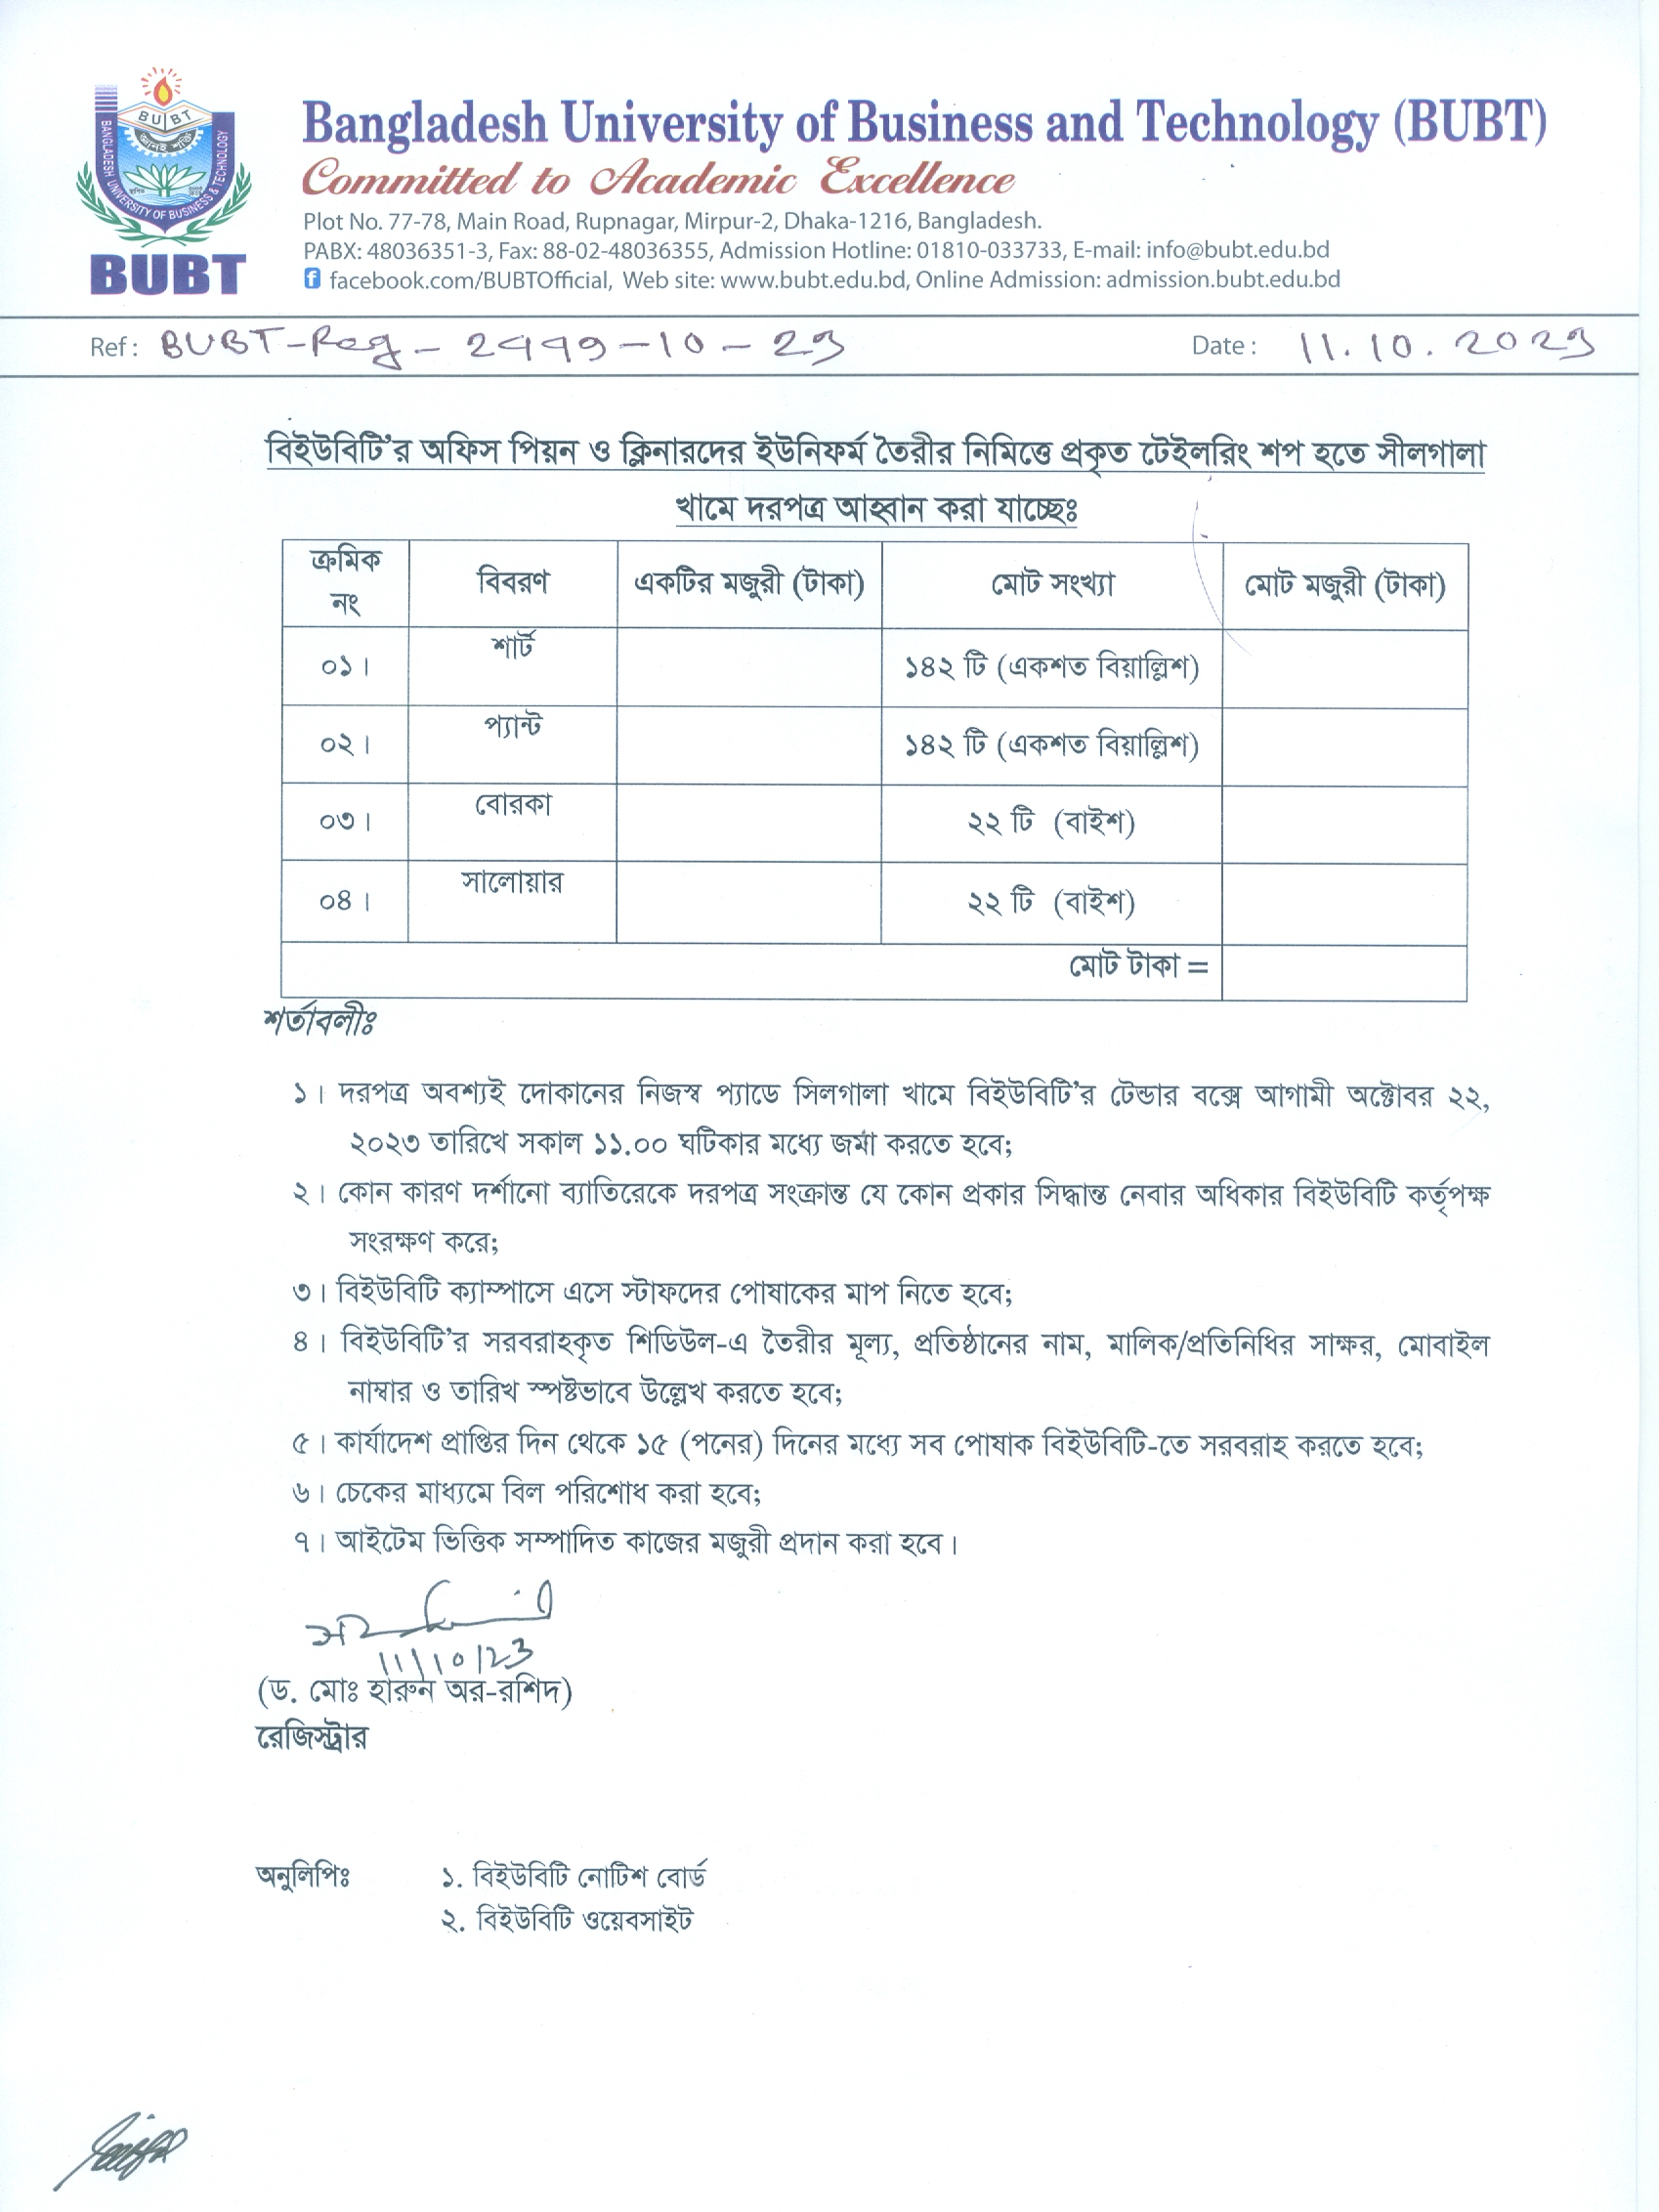 BUBT
BANGLADESH UNIVERSITY OF BUSINESS & TECHNOLOGY
BUBT
Bangladesh University of Business and Technology (BUBT)
Committed to Academic Excellence
Plot No. 77-78, Main Road, Rupnagar, Mirpur-2, Dhaka-1216, Bangladesh.
PABX: 48036351-3, Fax: 88-02-48036355, Admission Hotline: 01810-033733, E-mail: info@bubt.edu.bd
facebook.com/BUBTOfficial, Web site: www.bubt.edu.bd, Online Admission: admission.bubt.edu.bd
Ref: BUBT-Reg-2449-10-23 Date: 11.10.2023
বিইউবিটি’র অফিস পিয়ন ও ক্লিনারদের ইউনিফর্ম তৈরীর নিমিত্তে প্রকৃত টেইলরিং শপ হতে সীলগালা
খামে দরপত্র আহ্বান করা যাচ্ছেঃ
ক্রমিক নং বিবরণ একটির মজুরী (টাকা) মোট সংখ্যা মোট মজুরী (টাকা)
০১। শার্ট ১৪২ টি (একশত বিয়াল্লিশ)
০২। প্যান্ট ১৪২ টি (একশত বিয়াল্লিশ)
০৩। বোরকা ২২ টি (বাইশ)
০৪। সালোয়ার ২২ টি (বাইশ)
মোট টাকা =
শর্তাবলীঃ
১। দরপত্র অবশ্যই দোকানের নিজস্ব প্যাডে সিলগালা খামে বিইউবিটি’র টেন্ডার বক্সে আগামী অক্টোবর ২২,
২০২৩ তারিখে সকাল ১১.০০ ঘটিকার মধ্যে জমা করতে হবে;
২। কোন কারণ দর্শানো ব্যাতিরেকে দরপত্র সংক্রান্ত যে কোন প্রকার সিদ্ধান্ত নেবার অধিকার বিইউবিটি কর্তৃপক্ষ
সংরক্ষণ করে;
৩। বিইউবিটি ক্যাম্পাসে এসে স্টাফদের পোষাকের মাপ নিতে হবে;
৪। বিইউবিটি’র সরবরাহকৃত শিডিউল-এ তৈরীর মূল্য, প্রতিষ্ঠানের নাম, মালিক/প্রতিনিধির সাক্ষর, মোবাইল
নাম্বার ও তারিখ স্পষ্টভাবে উল্লেখ করতে হবে;
৫। কার্যাদেশ প্রাপ্তির দিন থেকে ১৫ (পনের) দিনের মধ্যে সব পোষাক বিইউবিটি-তে সরবরাহ করতে হবে;
৬। চেকের মাধ্যমে বিল পরিশোধ করা হবে;
৭। আইটেম ভিত্তিক সম্পাদিত কাজের মজুরী প্রদান করা হবে।
11/10/23
(ড. মোঃ হারুন অর-রশিদ)
রেজিস্ট্রার
অনুলিপিঃ ১. বিইউবিটি নোটিশ বোর্ড
২. বিইউবিটি ওয়েবসাইট